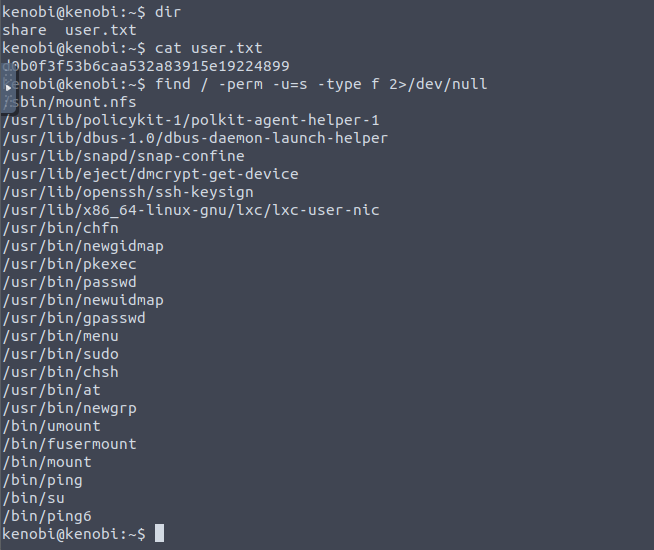 kenobi@kenobi:~$ dir
share  user.txt
kenobi@kenobi:~$ cat user.txt
d0b0f3f53b6caa532a83915e19224899
kenobi@kenobi:~$ find / -perm -u=s -type f 2>/dev/null
/sbin/mount.nfs
/usr/lib/policykit-1/polkit-agent-helper-1
/usr/lib/dbus-1.0/dbus-daemon-launch-helper
/usr/lib/snapd/snap-confine
/usr/lib/eject/dmcrypt-get-device
/usr/lib/openssh/ssh-keysign
/usr/lib/x86_64-linux-gnu/lxc/lxc-user-nic
/usr/bin/chfn
/usr/bin/newgidmap
/usr/bin/pkexec
/usr/bin/passwd
/usr/bin/newuidmap
/usr/bin/gpasswd
/usr/bin/menu
/usr/bin/sudo
/usr/bin/chsh
/usr/bin/at
/usr/bin/newgrp
/bin/umount
/bin/fusermount
/bin/mount
/bin/ping
/bin/su
/bin/ping6
kenobi@kenobi:~$